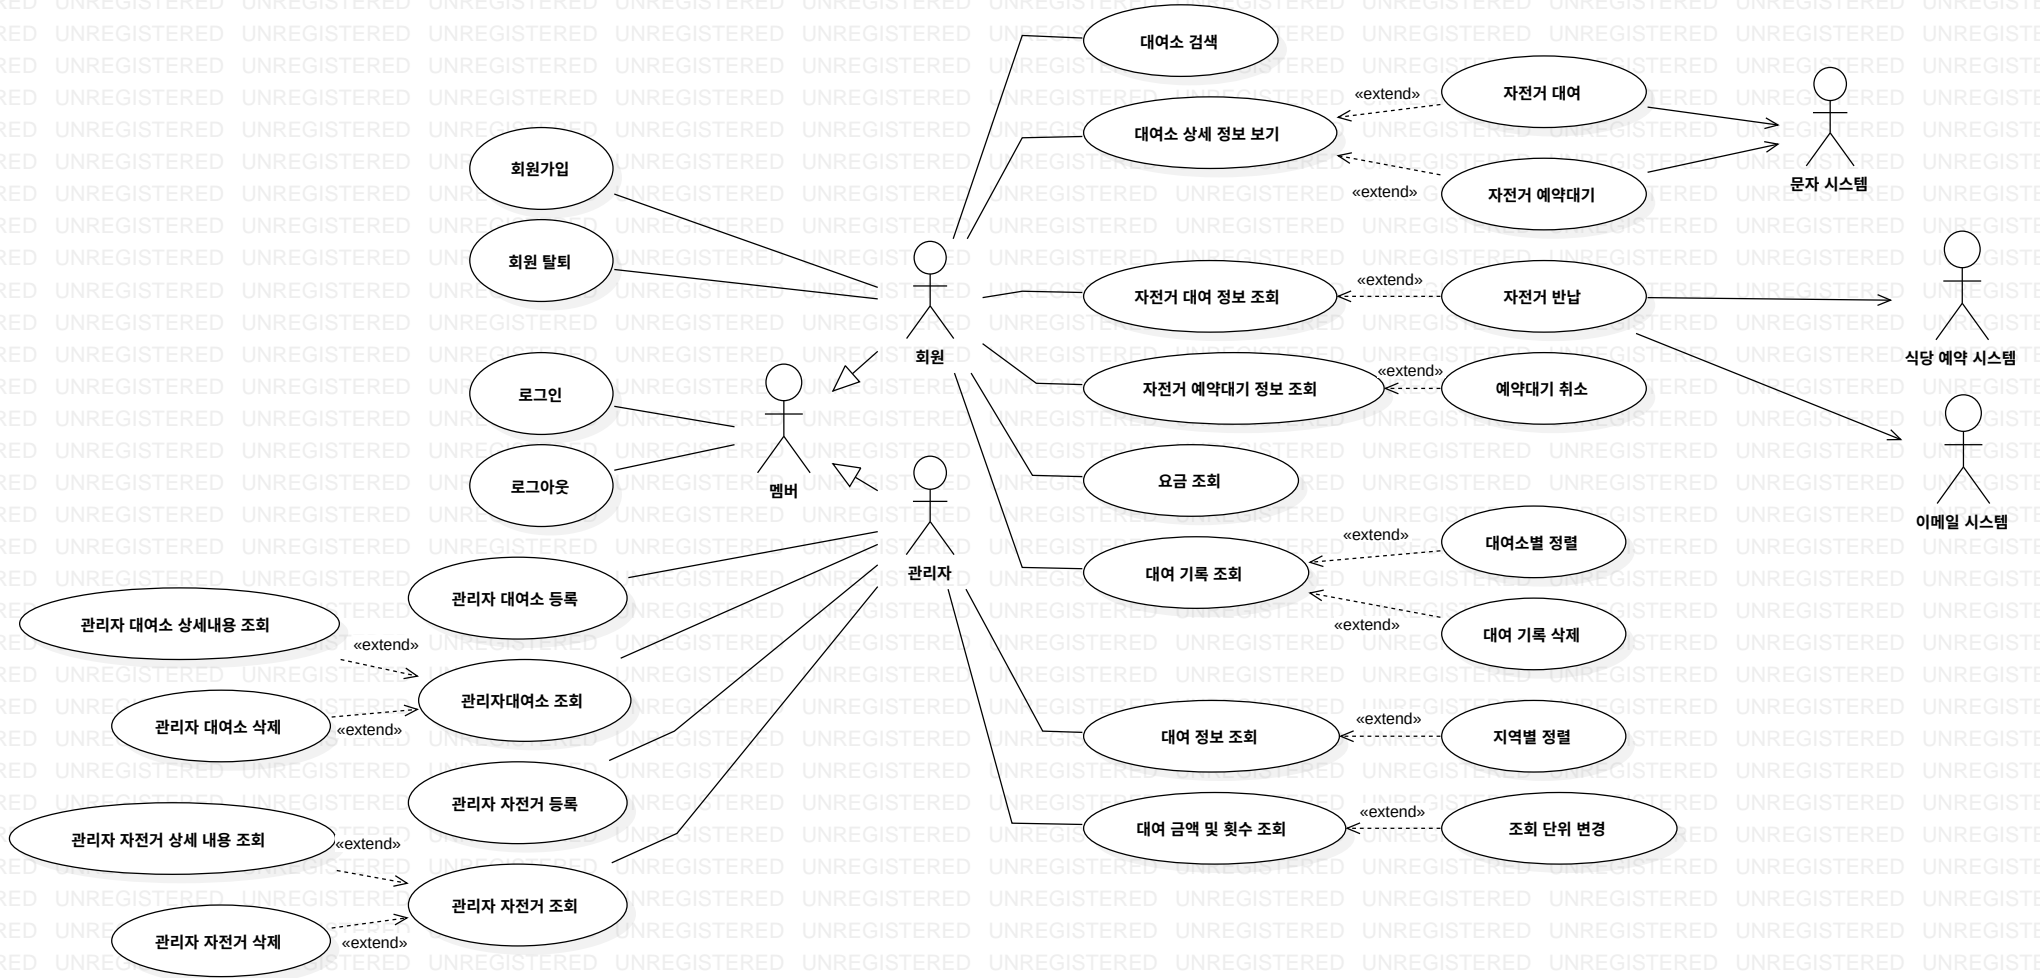 대여소 검색
«extend»
자전거 대여
대여소 상세 정보 보기
«extend»
자전거 예약대기
문자 시스템
회원가입
회원 탈퇴
회원
자전거 대여 정보 조회
«extend»
자전거 반납
식당 예약 시스템
자전거 예약대기 정보 조회
«extend»
예약대기 취소
이메일 시스템
로그인
로그아웃
멤버
요금 조회
관리자
대여 기록 조회
«extend»
대여소별 정렬
«extend»
대여 기록 삭제
관리자 대여소 등록
관리자 대여소 상세내용 조회
«extend»
관리자대여소 조회
관리자 대여소 삭제
«extend»
대여 정보 조회
«extend»
지역별 정렬
관리자 자전거 등록
대여 금액 및 횟수 조회
«extend»
조회 단위 변경
관리자 자전거 상세 내용 조회
«extend»
관리자 자전거 조회
관리자 자전거 삭제
«extend»
UNREGISTERED